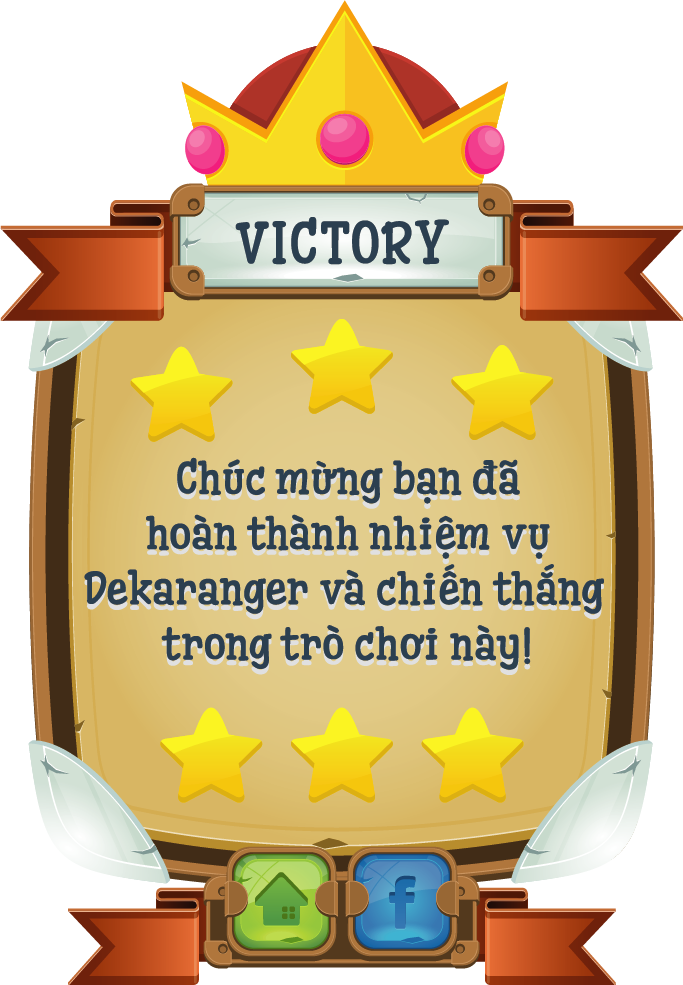 VICTORY
Chúc mừng bạn đã
hoàn thành nhiệm vụ
Dekaranger và chiến thắng
trong trò chơi này!
f